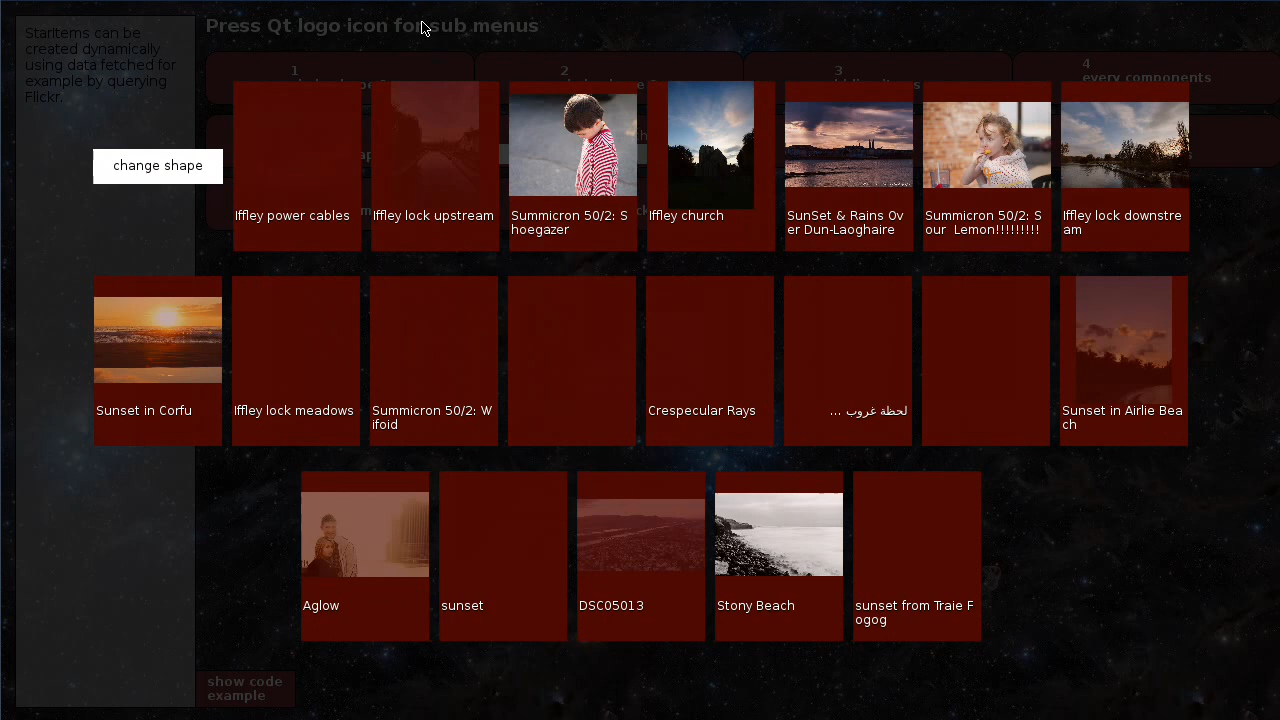 Press Qt logo icon for sub menus
StarItems can be
created dynamically
using data fetched for
example by querying
Flickr.
1
2
3
4
every components
change shape
Iffley power cables
Iffley lock upstream
Summicron 50/2: S
hoegazer
Iffley church
SunSet & Rains Ov
er Dun-Laoghaire
Summicron 50/2: S
our  Lemon!!!!!!!!!
Iffley lock downstre
am
Sunset in Corfu
Iffley lock meadows
Summicron 50/2: W
ifoid
Crespecular Rays
لحظة غروب ...
Sunset in Airlie Bea
ch
Aglow
sunset
DSC05013
Stony Beach
sunset from Traie F
ogog
show code
example